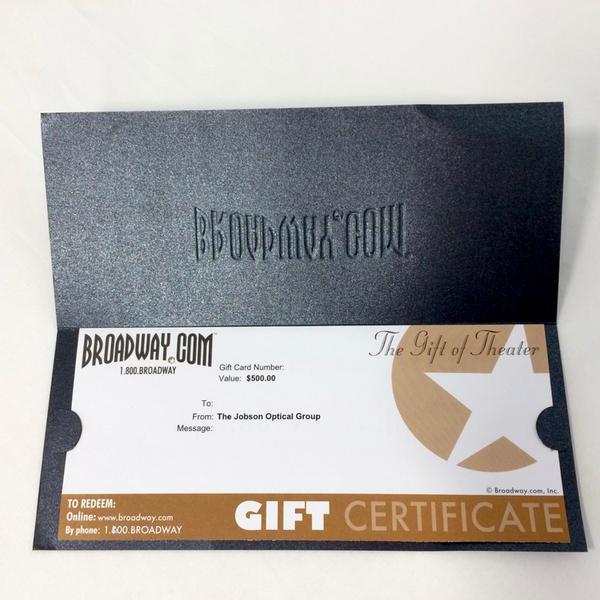 BROADWAY.COM
BROADWAY.COM™
1.800.BROADWAY
The Gift of Theater
Gift Card Number:
Value: $500.00
To:
From: The Jobson Optical Group
Message:
© Broadway.com, Inc.
TO REDEEM:
Online: www.broadway.com
By phone: 1.800.BROADWAY
GIFT CERTIFICATE